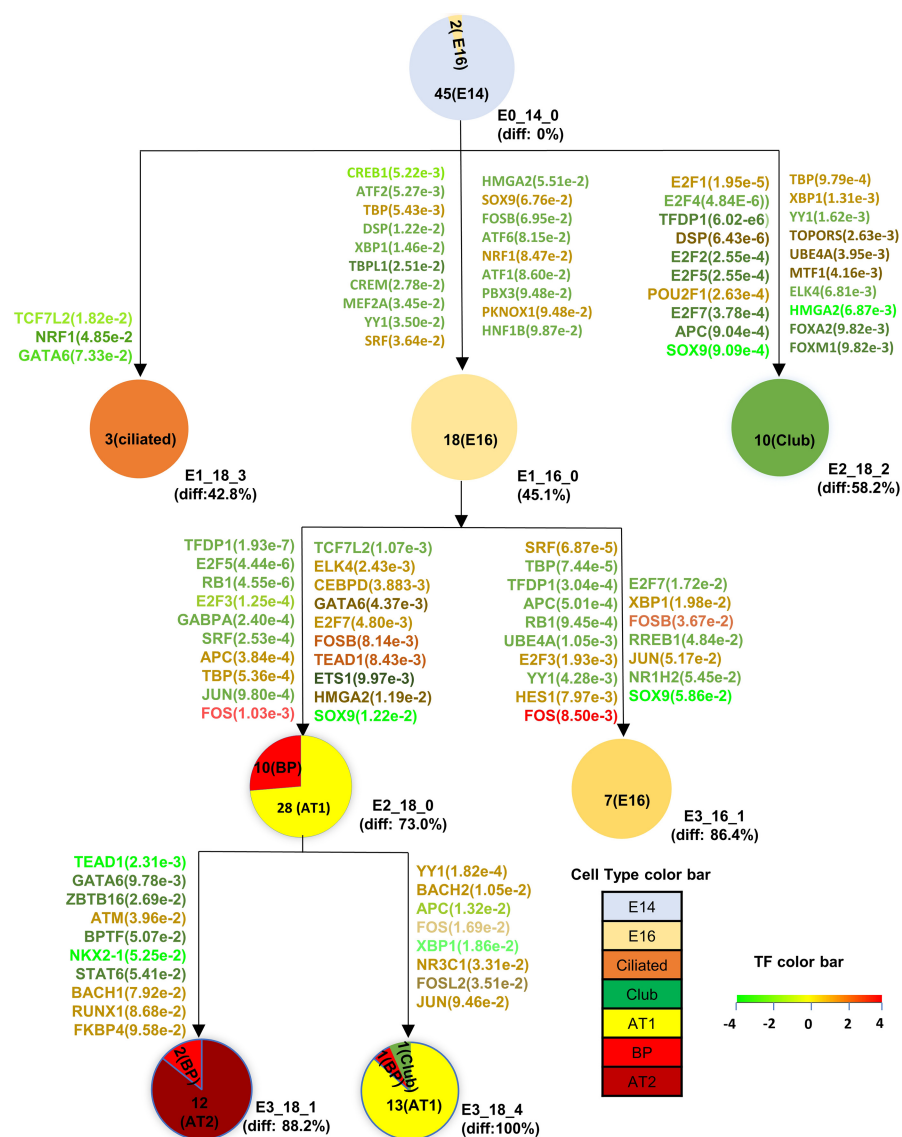 2( E16)
45(E14)
E0_14_0
(diff: 0%)
TCF7L2(1.82e-2)
NRF1(4.85e-2
GATA6(7.33e-2)
CREB1(5.22e-3)
ATF2(5.27e-3)
TBP(5.43e-3)
DSP(1.22e-2)
XBP1(1.46e-2)
TBPL1(2.51e-2)
CREM(2.78e-2)
MEF2A(3.45e-2)
YY1(3.50e-2)
SRF(3.64e-2)
HMGA2(5.51e-2)
SOX9(6.76e-2)
FOSB(6.95e-2)
ATF6(8.15e-2)
NRF1(8.47e-2)
ATF1(8.60e-2)
PBX3(9.48e-2)
PKNOX1(9.48e-2)
HNF1B(9.87e-2)
E2F1(1.95e-5)
E2F4(4.84E-6))
TFDP1(6.02-e6)
DSP(6.43e-6)
E2F2(2.55e-4)
E2F5(2.55e-4)
POU2F1(2.63e-4)
E2F7(3.78e-4)
APC(9.04e-4)
SOX9(9.09e-4)
TBP(9.79e-4)
XBP1(1.31e-3)
YY1(1.62e-3)
TOPORS(2.63e-3)
UBE4A(3.95e-3)
MTF1(4.16e-3)
ELK4(6.81e-3)
HMGA2(6.87e-3)
FOXA2(9.82e-3)
FOXM1(9.82e-3)
3(ciliated)
E1_18_3
(diff:42.8%)
18(E16)
E1_16_0
(45.1%)
10(Club)
E2_18_2
(diff:58.2%)
TFDP1(1.93e-7)
E2F5(4.44e-6)
RB1(4.55e-6)
E2F3(1.25e-4)
GABPA(2.40e-4)
SRF(2.53e-4)
APC(3.84e-4)
TBP(5.36e-4)
JUN(9.80e-4)
FOS(1.03e-3)
TCF7L2(1.07e-3)
ELK4(2.43e-3)
CEBPD(3.883-3)
GATA6(4.37e-3)
E2F7(4.80e-3)
FOSB(8.14e-3)
TEAD1(8.43e-3)
ETS1(9.97e-3)
HMGA2(1.19e-2)
SOX9(1.22e-2)
SRF(6.87e-5)
TBP(7.44e-5)
TFDP1(3.04e-4)
APC(5.01e-4)
RB1(9.45e-4)
UBE4A(1.05e-3)
E2F3(1.93e-3)
YY1(4.28e-3)
HES1(7.97e-3)
FOS(8.50e-3)
E2F7(1.72e-2)
XBP1(1.98e-2)
FOSB(3.67e-2)
RREB1(4.84e-2)
JUN(5.17e-2)
NR1H2(5.45e-2)
SOX9(5.86e-2)
10(BP)
28 (AT1)
E2_18_0
(diff: 73.0%)
7(E16)
E3_16_1
(diff: 86.4%)
TEAD1(2.31e-3)
GATA6(9.78e-3)
ZBTB16(2.69e-2)
ATM(3.96e-2)
BPTF(5.07e-2)
NKX2-1(5.25e-2)
STAT6(5.41e-2)
BACH1(7.92e-2)
RUNX1(8.68e-2)
FKBP4(9.58e-2)
YY1(1.82e-4)
BACH2(1.05e-2)
APC(1.32e-2)
FOS(1.69e-2)
XBP1(1.86e-2)
NR3C1(3.31e-2)
FOSL2(3.51e-2)
JUN(9.46e-2)
2(BP)
12
(AT2)
E3_18_1
(diff: 88.2%)
1(BP)
1(Club)
13(AT1)
E3_18_4
(diff:100%)
Cell Type color bar
E14
E16
Ciliated
Club
AT1
BP
AT2
TF color bar
-4 -2 0 2 4